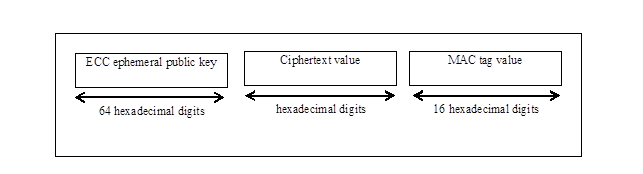 ECC ephemeral public key
Ciphertext value
MAC tag value
64 hexadecimal digits
hexadecimal digits
16 hexadecimal digits